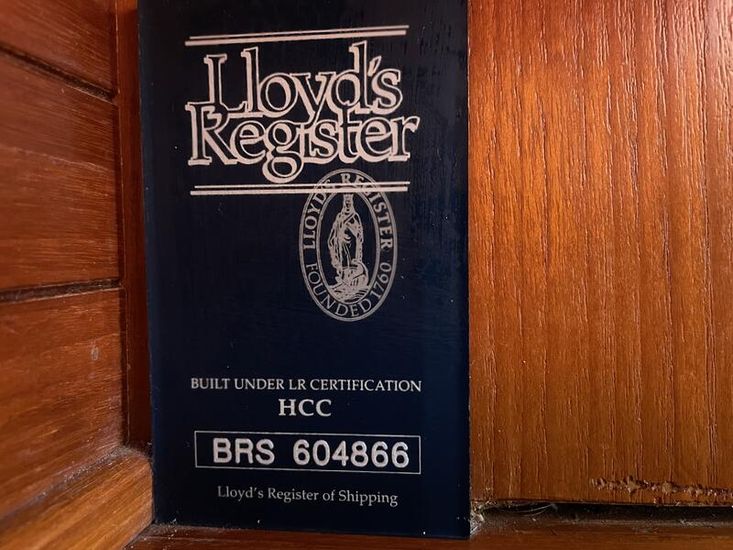 Lloyd's
Register
LLOYD'S REGISTER
FOUNDED 1760
BUILT UNDER LR CERTIFICATION
HCC
BRS 604866
Lloyd's Register of Shipping